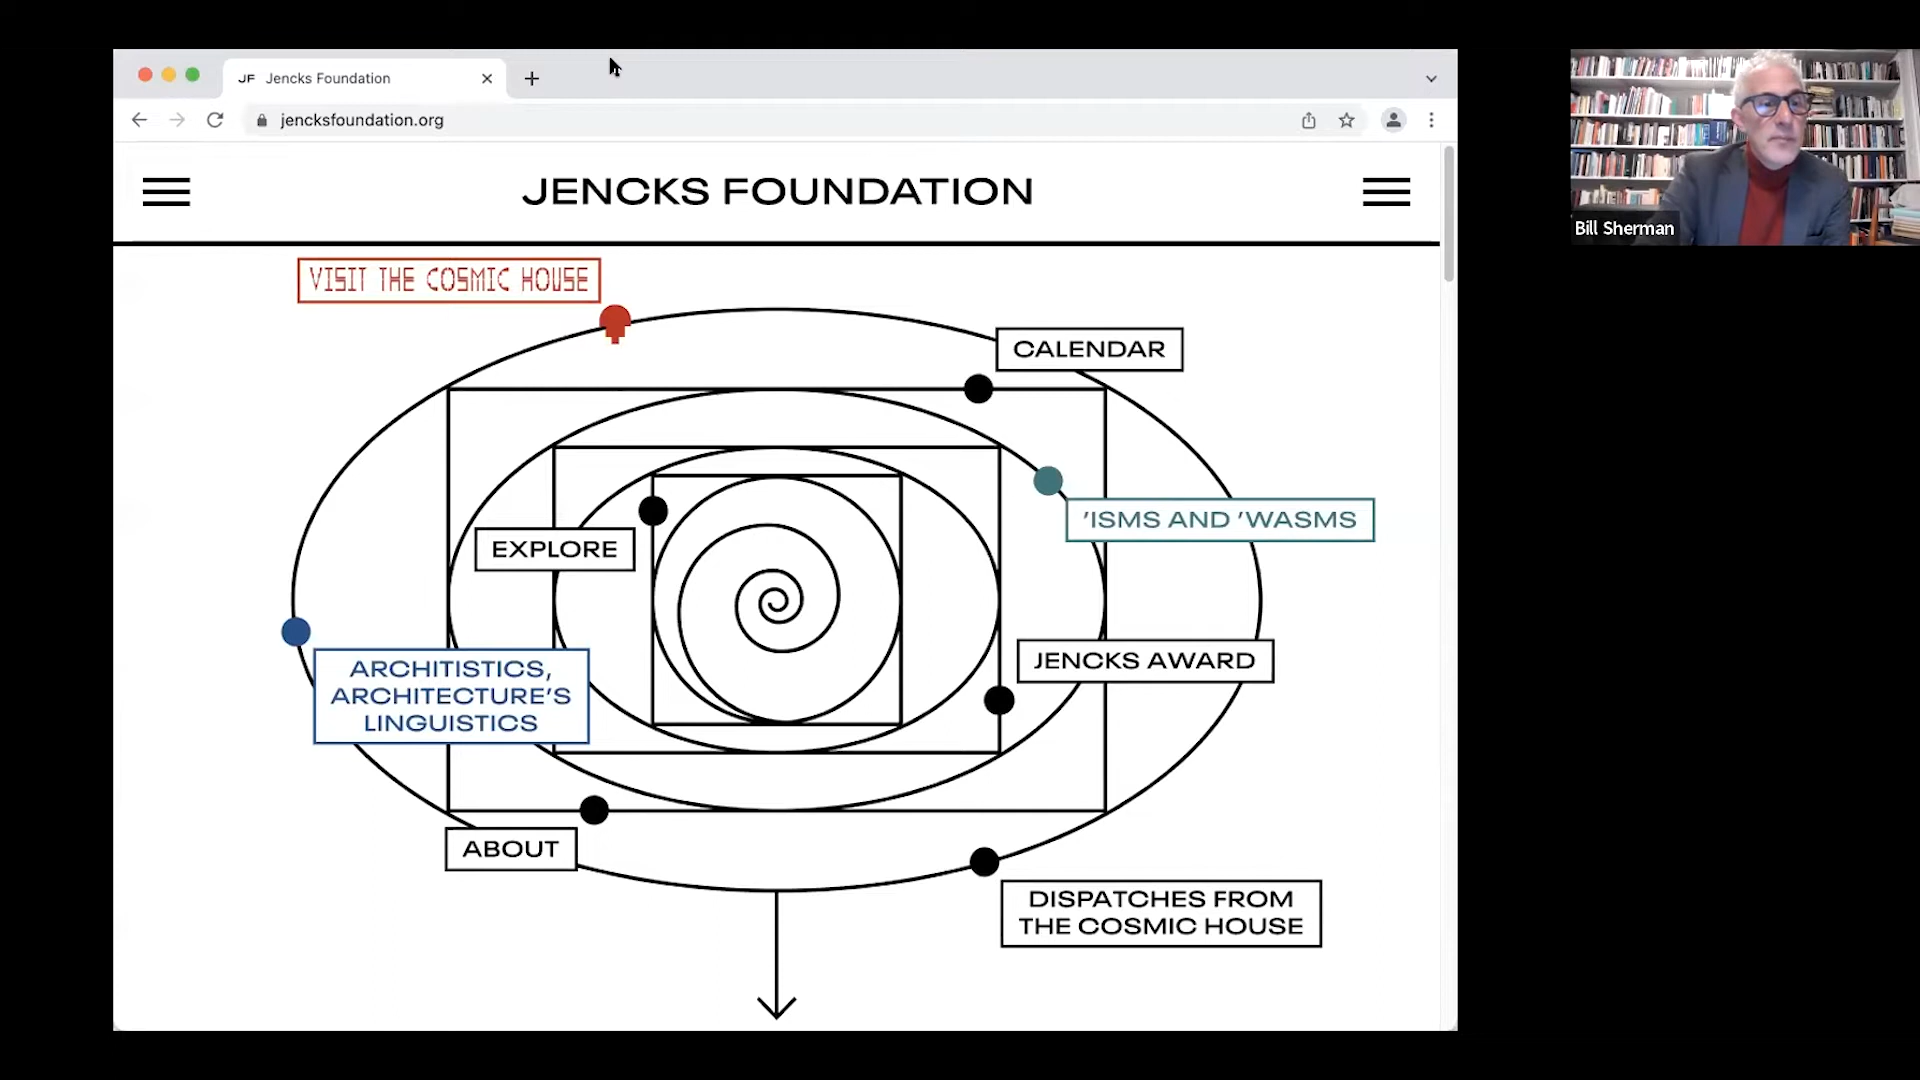 JF Jencks Foundation
jencksfoundation.org
JENCKS FOUNDATION
VISIT THE COSMIC HOUSE
CALENDAR
'ISMS AND 'WASMS
EXPLORE
JENCKS AWARD
ARCHITISTICS,
ARCHITECTURE'S
LINGUISTICS
ABOUT
DISPATCHES FROM
THE COSMIC HOUSE
Bill Sherman